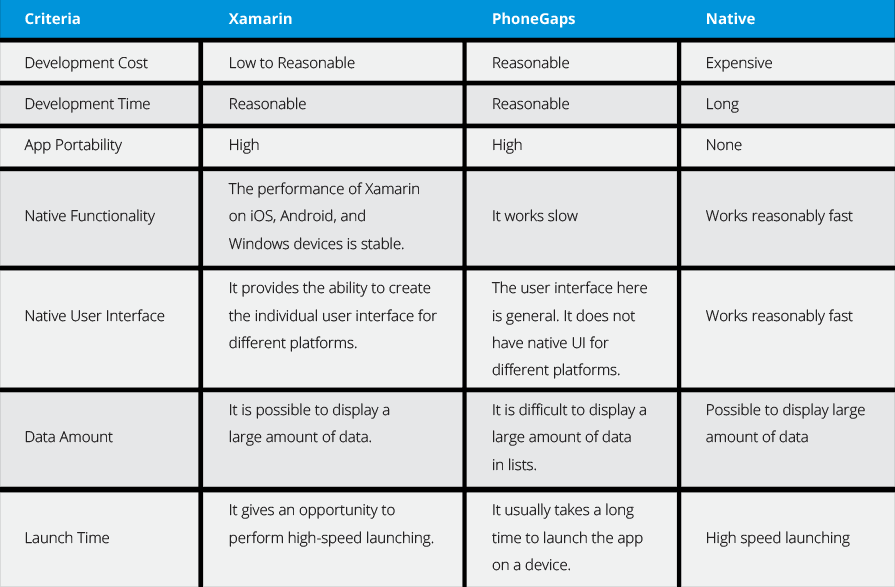 Criteria Xamarin PhoneGaps Native
Development Cost Low to Reasonable Reasonable Expensive
Development Time Reasonable Reasonable Long
App Portability High High None
Native Functionality
The performance of Xamarin
on iOS, Android, and
Windows devices is stable.
It works slow
Works reasonably fast
Native User Interface
It provides the ability to create
the individual user interface for
different platforms.
The user interface here
is general. It does not
have native UI for
different platforms.
Works reasonably fast
Data Amount
It is possible to display a
large amount of data.
It is difficult to display a
large amount of data
in lists.
Possible to display large
amount of data
Launch Time
It gives an opportunity to
perform high-speed launching.
It usually takes a long
time to launch the app
on a device.
High speed launching